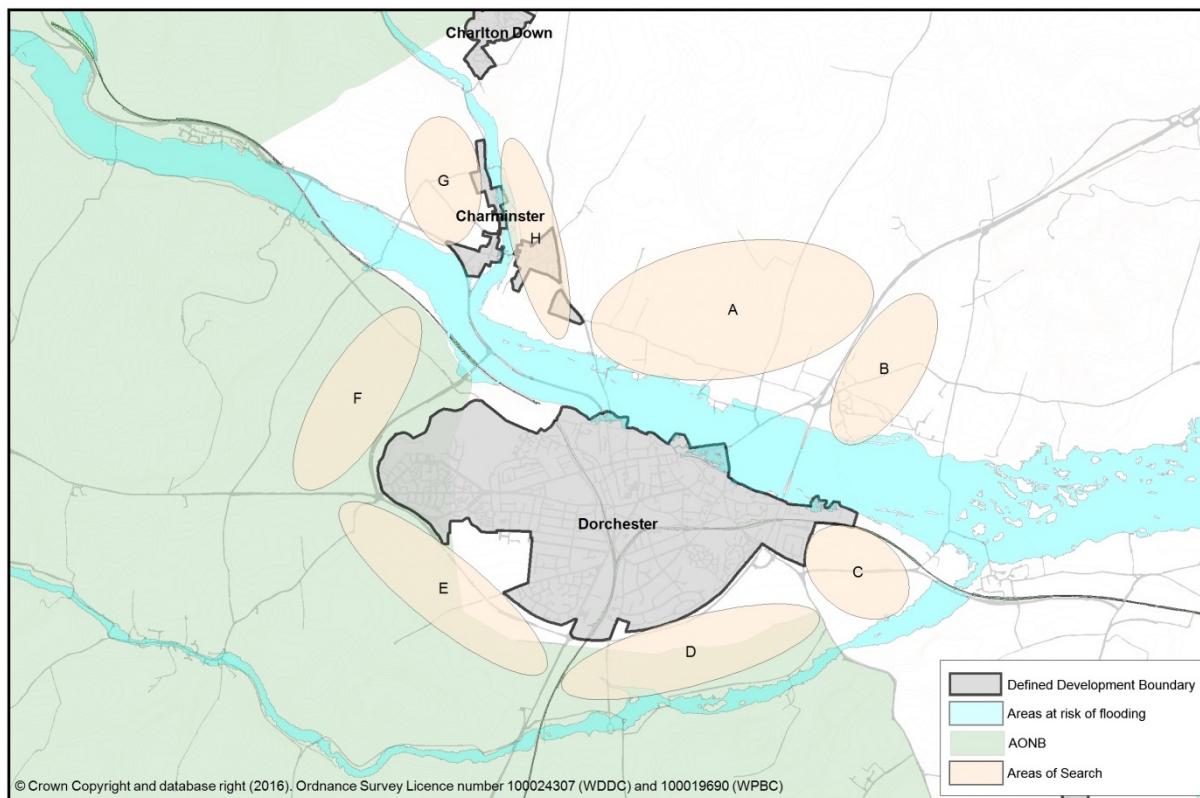 Charlton Down
G
Charminster
H
A
B
F
Dorchester
C
E
D
Defined Development Boundary
Areas at risk of flooding
AONB
Areas of Search
© Crown Copyright and database right (2016). Ordnance Survey Licence number 100024307 (WDDC) and 100019690 (WPBC)